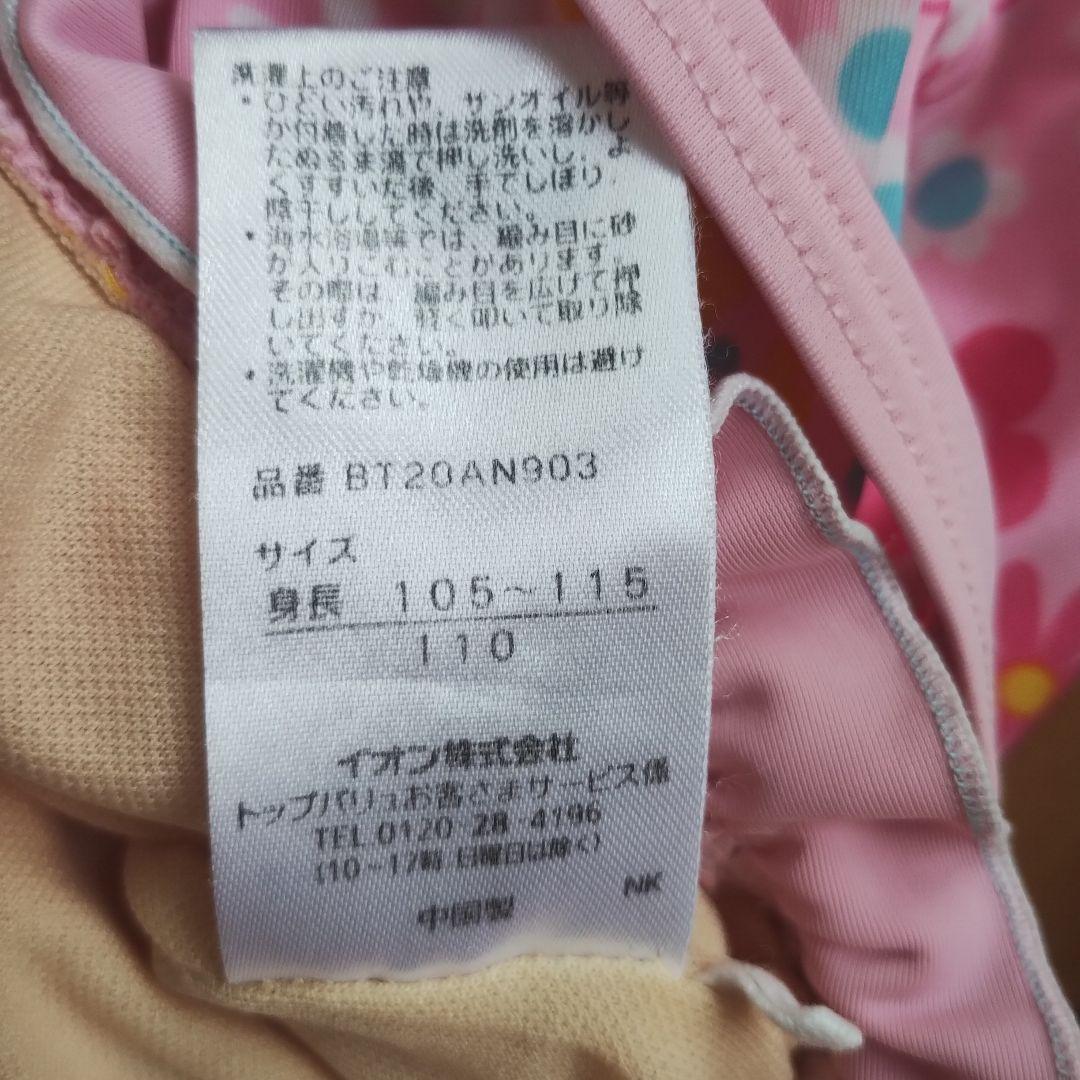 洗濯上のご注意
・ひどい汚れや、サンオイル等
が付着した時は洗剤を溶かし
ためるま湯で押し洗いし、よ
くすすいだ後、手でしぼり
陰干ししてください。
・海水浴場等では、編み目に砂
が入りこむことがあります。
その際は、編み目を広げて押
し出すか、軽く叩いて取り除
いてください。
・洗濯機や乾燥機の使用は避け
てください。
品番 BT20AN903
サイズ
身長 105~115
110
イオン株式会社
トップバリュお客さまサービス係
TEL 0120 28-4196
(10~17時 日曜日は除く)
NK
中国製